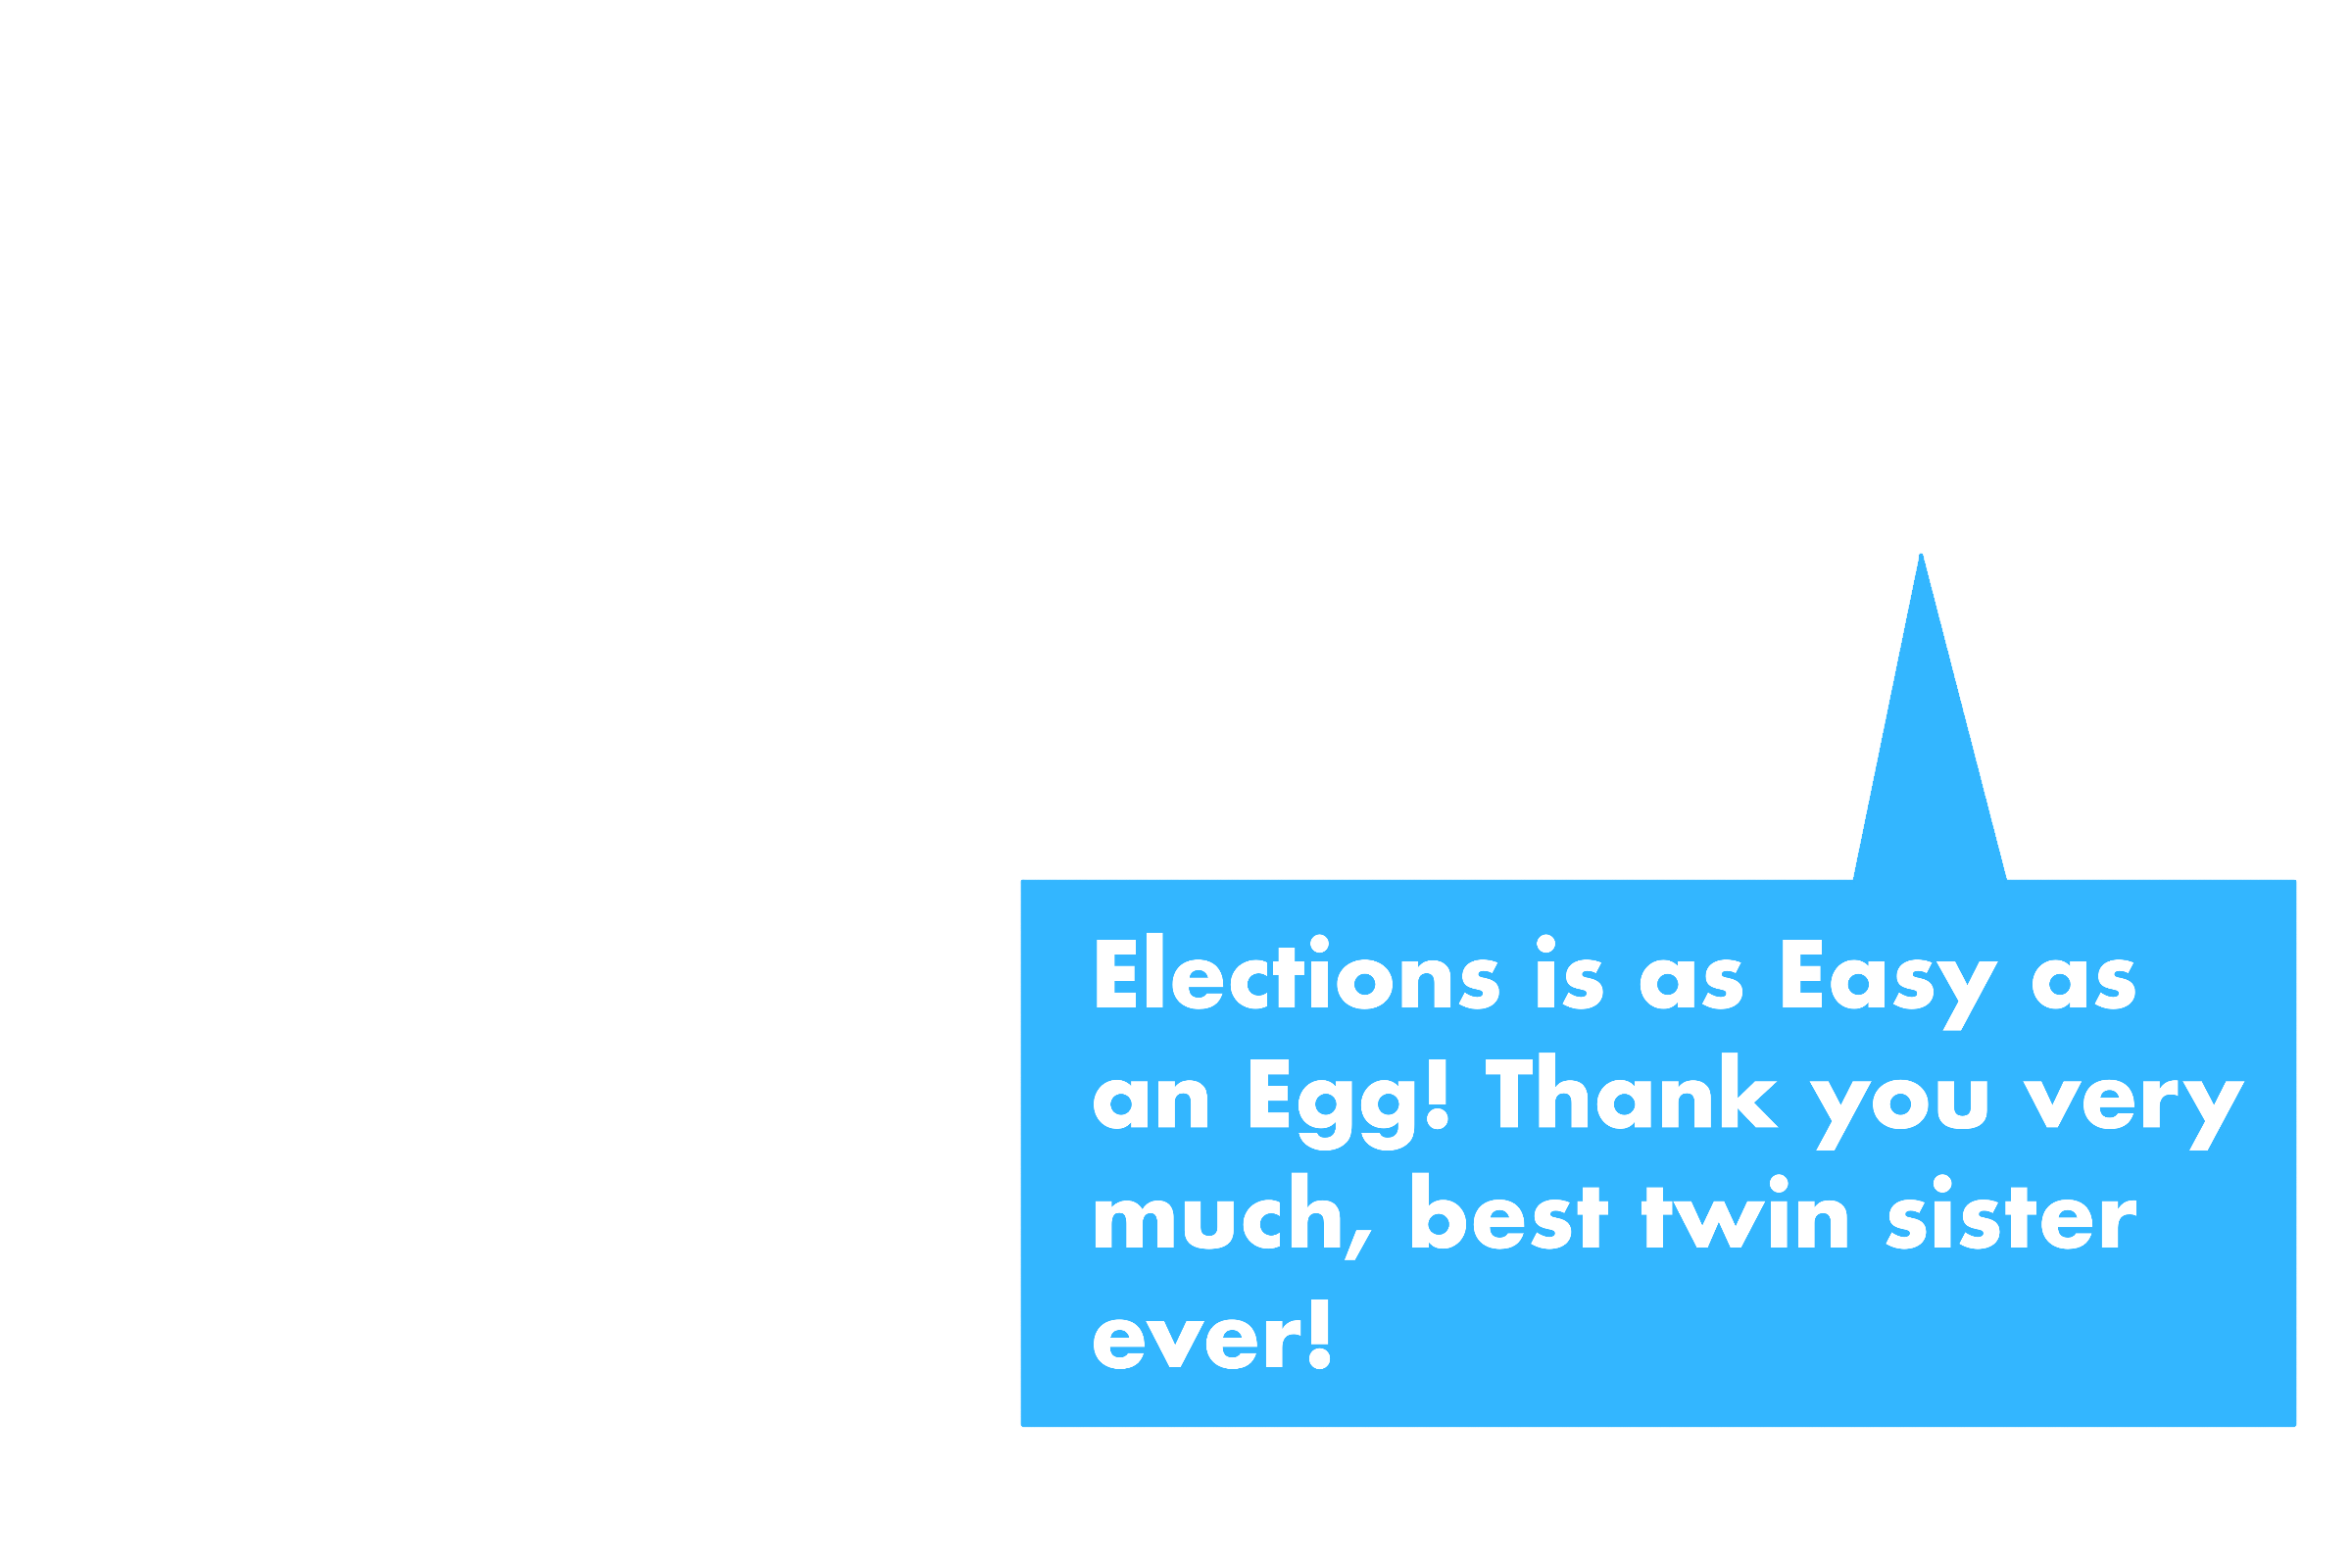 Elections is as Easy as
an Egg! Thank you very
much, best twin sister
ever!